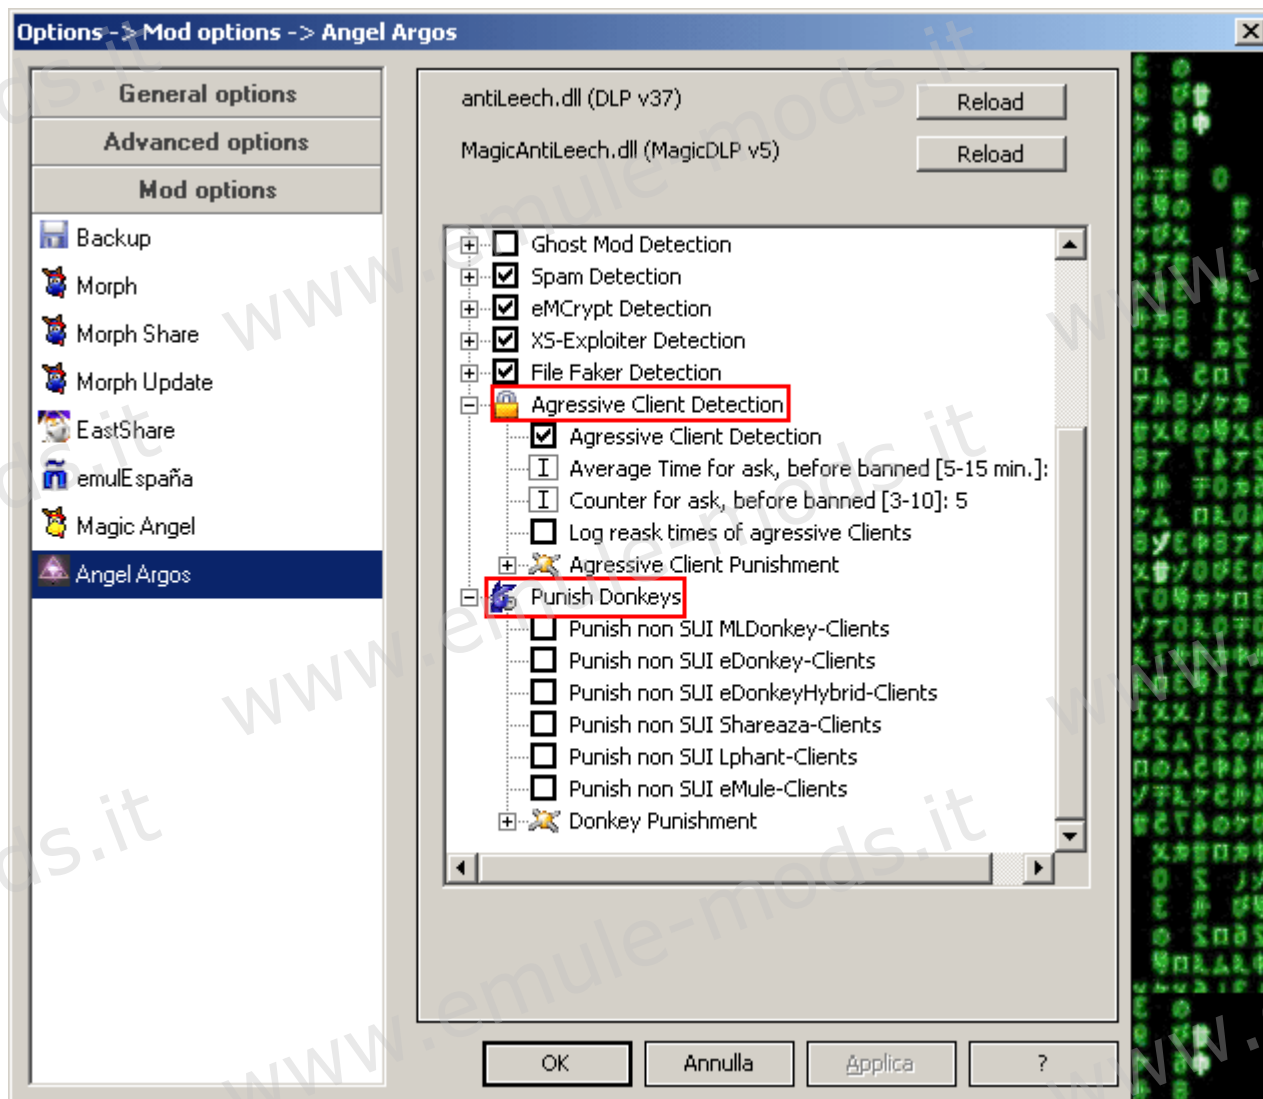 Options -> Mod options -> Angel Argos
General options
Advanced options
Mod options
Backup
Morph
Morph Share
Morph Update
EastShare
emulEspaña
Magic Angel
Angel Argos
antiLeech.dll (DLP v37)
Reload
MagicAntiLeech.dll (MagicDLP v5)
Reload
Ghost Mod Detection
Spam Detection
eMCrypt Detection
XS-Exploiter Detection
File Faker Detection
Agressive Client Detection
Agressive Client Detection
Average Time for ask, before banned [5-15 min.]:
Counter for ask, before banned [3-10]: 5
Log reask times of agressive Clients
Agressive Client Punishment
Punish Donkeys
Punish non SUI MLDonkey-Clients
Punish non SUI eDonkey-Clients
Punish non SUI eDonkeyHybrid-Clients
Punish non SUI Shareaza-Clients
Punish non SUI Lphant-Clients
Punish non SUI eMule-Clients
Donkey Punishment
OK
Annulla
Applica
?
www.emule-mods.it
www.emule-mods.it